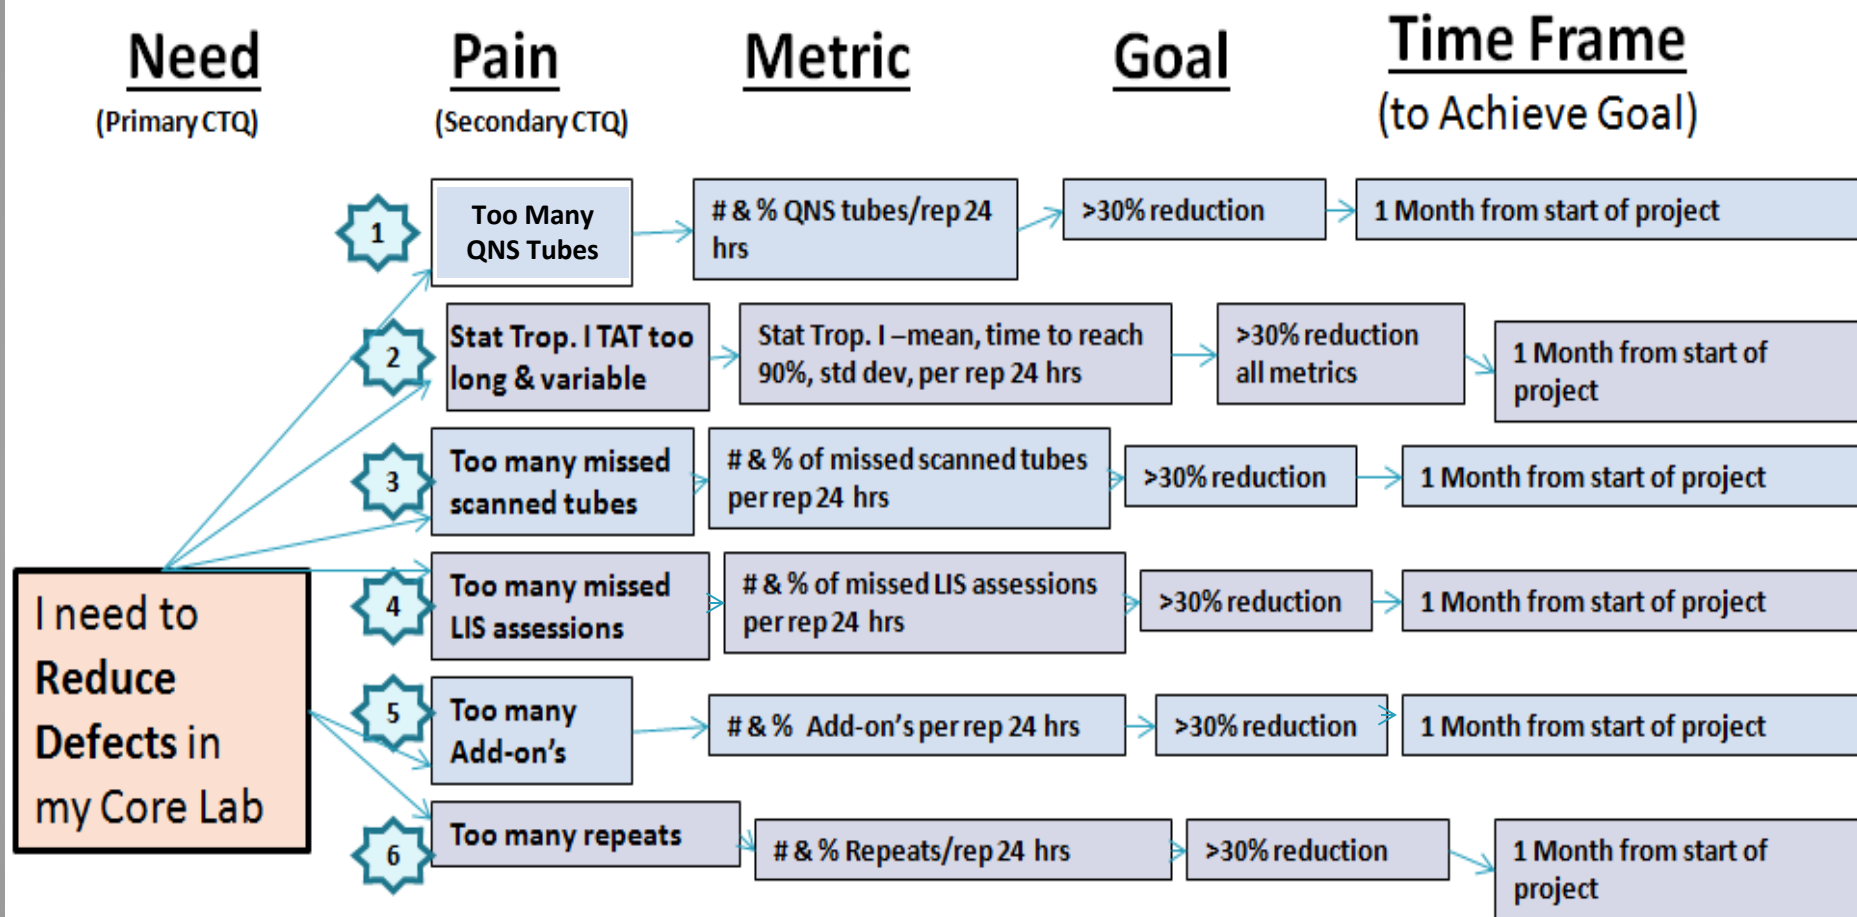 Need
(Primary CTQ)
Pain
(Secondary CTQ)
Metric
Goal
Time Frame
(to Achieve Goal)
1
Too Many
QNS Tubes
# & % QNS tubes/rep 24
hrs
>30% reduction
1 Month from start of project
2
Stat Trop. I TAT too
long & variable
Stat Trop. I –mean, time to reach
90%, std dev, per rep 24 hrs
>30% reduction
all metrics
1 Month from start of
project
3
Too many missed
scanned tubes
# & % of missed scanned tubes
per rep 24 hrs
>30% reduction
1 Month from start of project
4
Too many missed
LIS assessions
# & % of missed LIS assessions
per rep 24 hrs
>30% reduction
1 Month from start of project
I need to
Reduce
Defects in
my Core Lab
5
Too many
Add-on’s
# & % Add-on’s per rep 24 hrs
>30% reduction
1 Month from start of project
6
Too many repeats
# & % Repeats/rep 24 hrs
>30% reduction
1 Month from start of
project